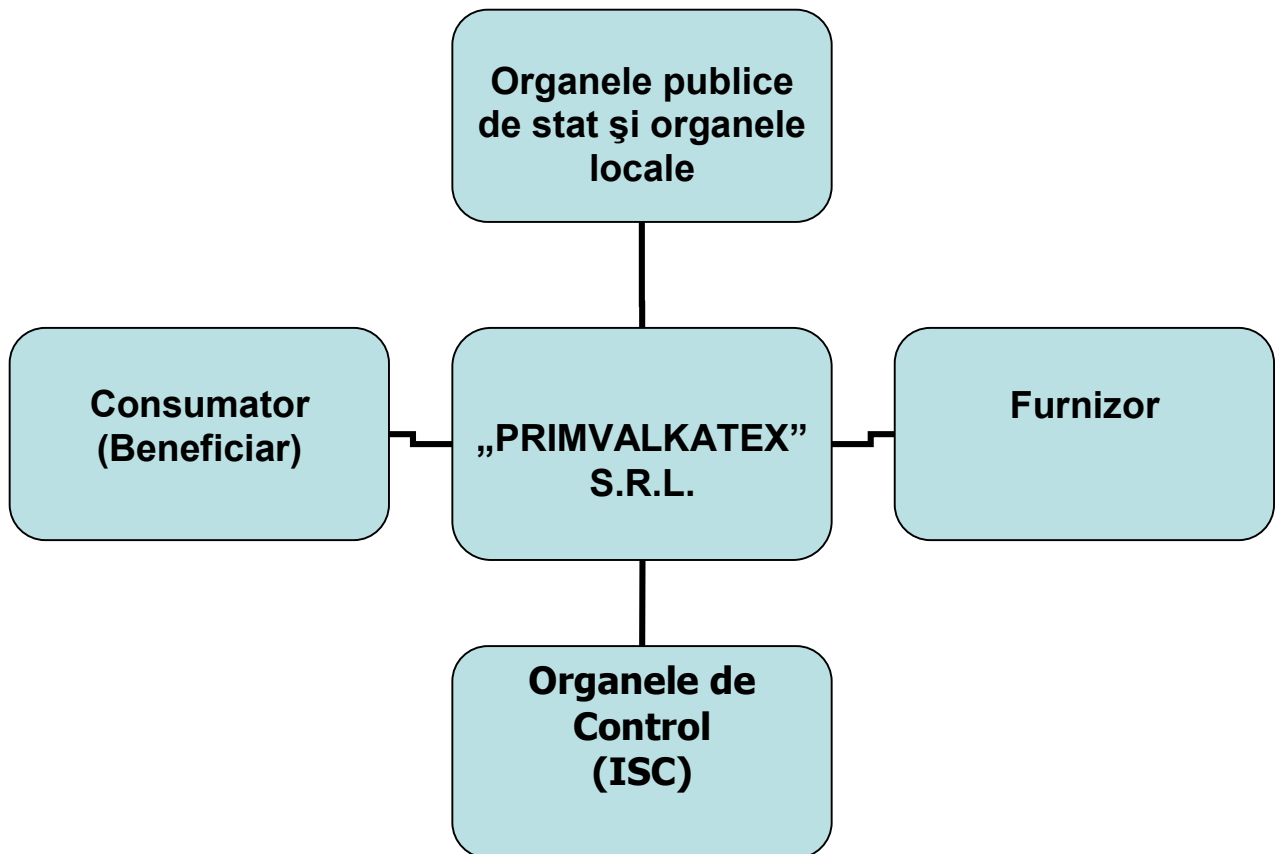 Organele publice
de stat şi organele
locale
Consumator
(Beneficiar)
„PRIMVALKATEX”
S.R.L.
Furnizor
Organele de
Control
(ISC)